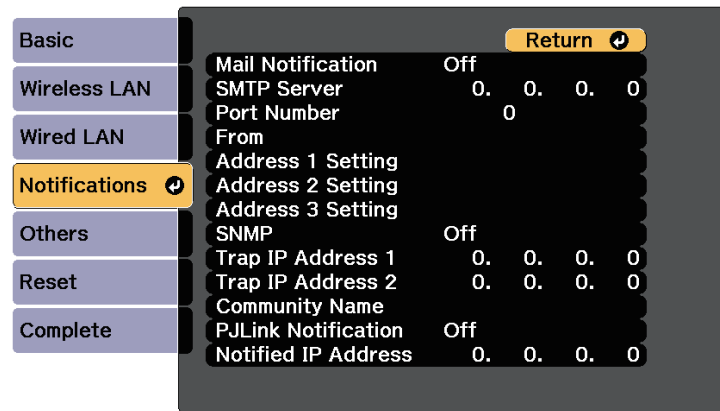 Basic
Wireless LAN
Wired LAN
Notifications
Others
Reset
Complete
Return
Mail Notification Off
SMTP Server 0. 0. 0. 0
Port Number 0
From
Address 1 Setting
Address 2 Setting
Address 3 Setting
SNMP Off
Trap IP Address 1 0. 0. 0. 0
Trap IP Address 2 0. 0. 0. 0
Community Name
PJLink Notification Off
Notified IP Address 0. 0. 0. 0